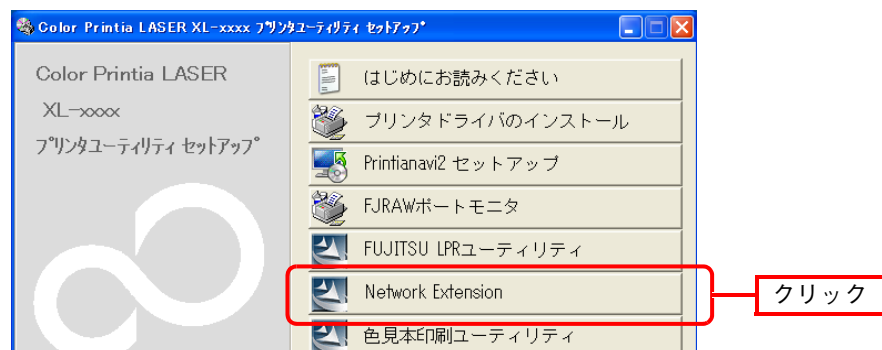 Color Printia LASER XL-xxxx プリンタユーティリティ セットアップ
Color Printia LASER
XL-xxxx
プリンタユーティリティ セットアップ
はじめにお読みください
プリンタドライバのインストール
Printianavi2 セットアップ
FJRAWポートモニタ
FUJITSU LPRユーティリティ
Network Extension
クリック
色見本印刷ユーティリティ